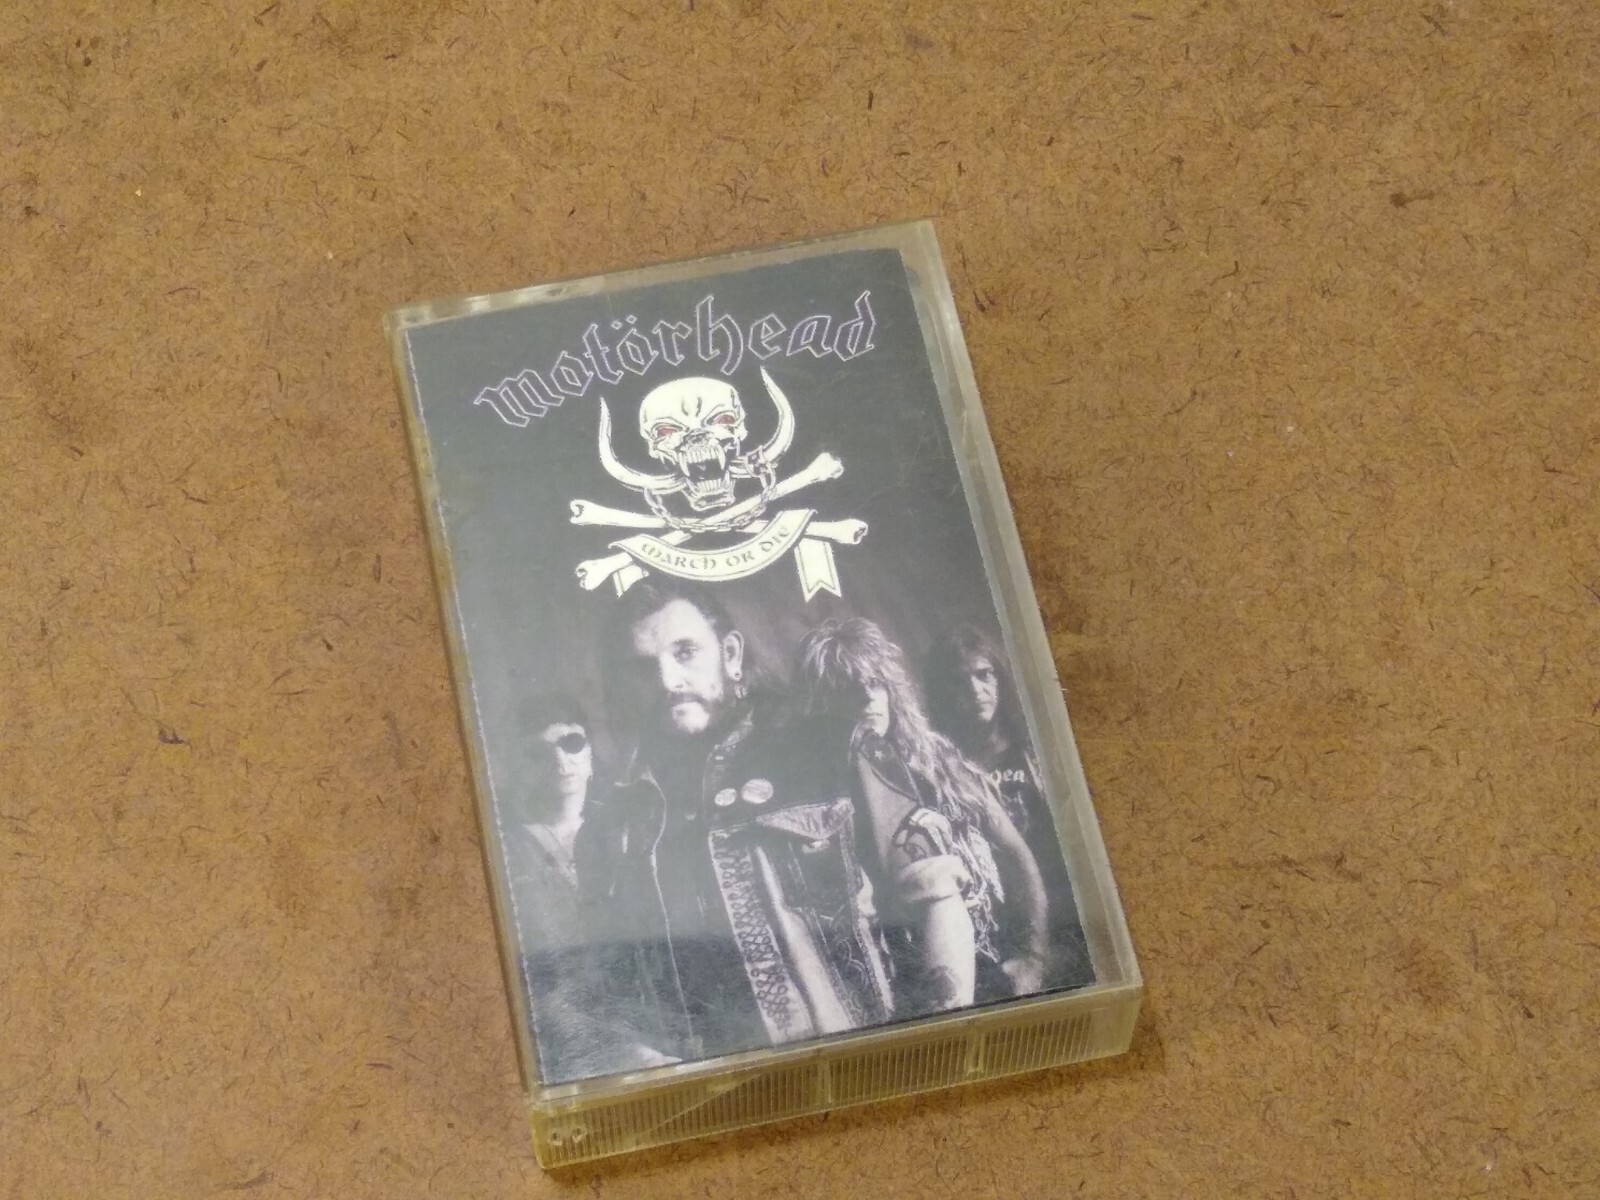 motörhead
MARCH OR DIE